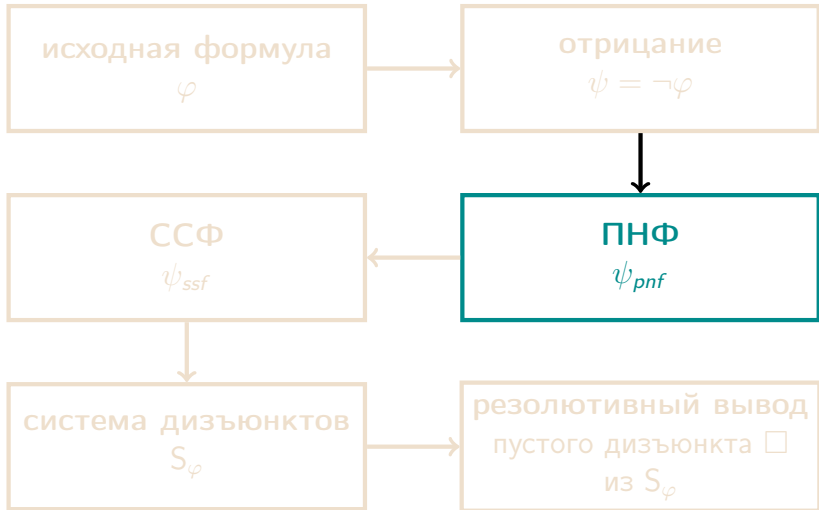 исходная формула
φ
отрицание
ψ = ¬φ
ССФ
ψ_ssf
ПНФ
ψ_pnf
система дизъюнктов
S_φ
резолютивный вывод
пустого дизъюнкта □
из S_φ